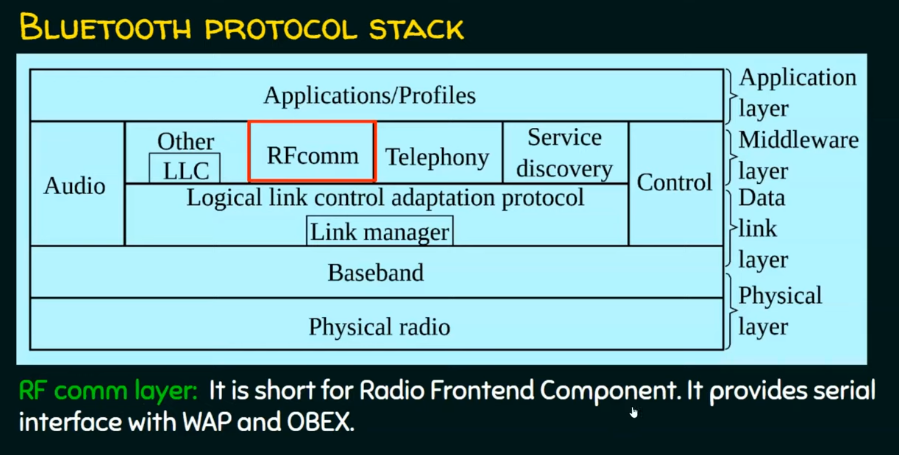 BLUETOOTH PROTOCOL STACK
Applications/Profiles
Application
layer
Audio
Other
LLC
RFcomm
Telephony
Service
discovery
Control
Middleware
layer
Logical link control adaptation protocol
Link manager
Data
link
layer
Baseband
Physical radio
Physical
layer
RF comm layer: It is short for Radio Frontend Component. It provides serial
interface with WAP and OBEX.